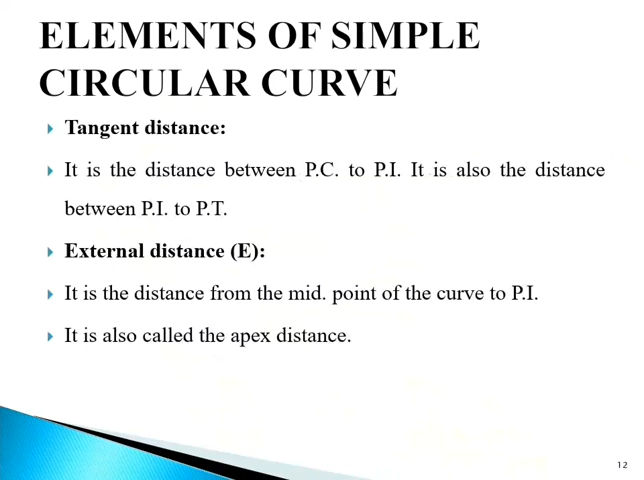 ELEMENTS OF SIMPLE
CIRCULAR CURVE
Tangent distance:
It is the distance between P.C. to P.I. It is also the distance
between P.I. to P.T.
External distance (E):
It is the distance from the mid. point of the curve to P.I.
It is also called the apex distance.
12